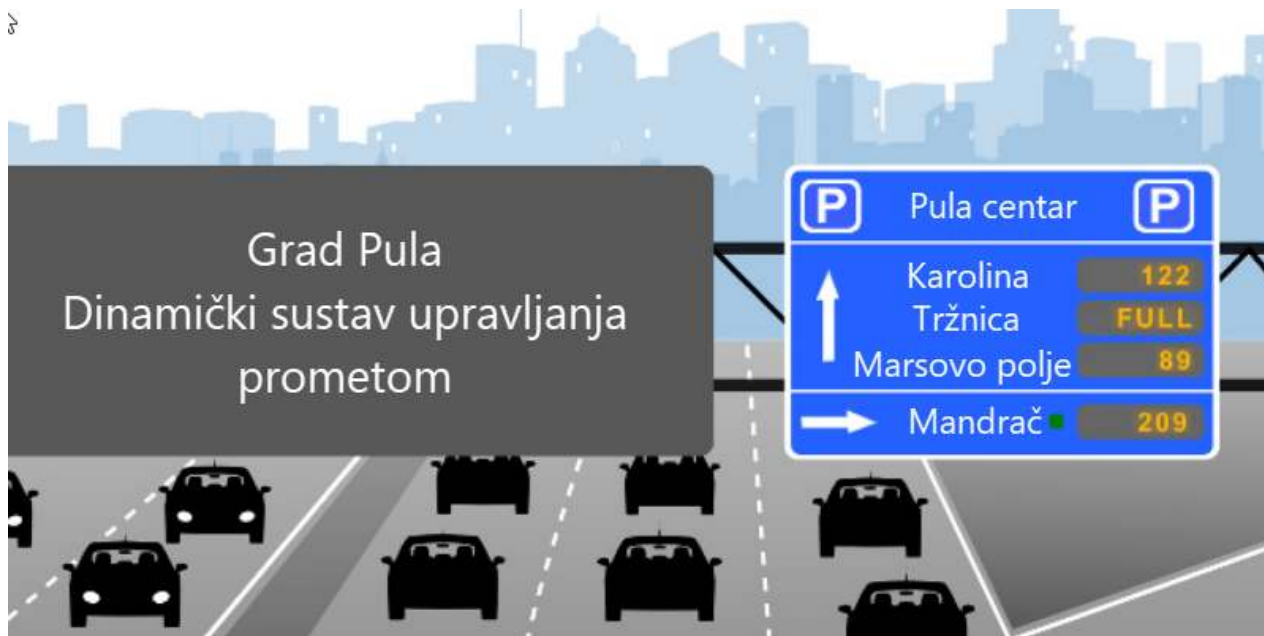 Grad Pula
Dinamički sustav upravljanja
prometom
P Pula centar P
Karolina 122
Tržnica FULL
Marsovo polje 89
Mandrač 209